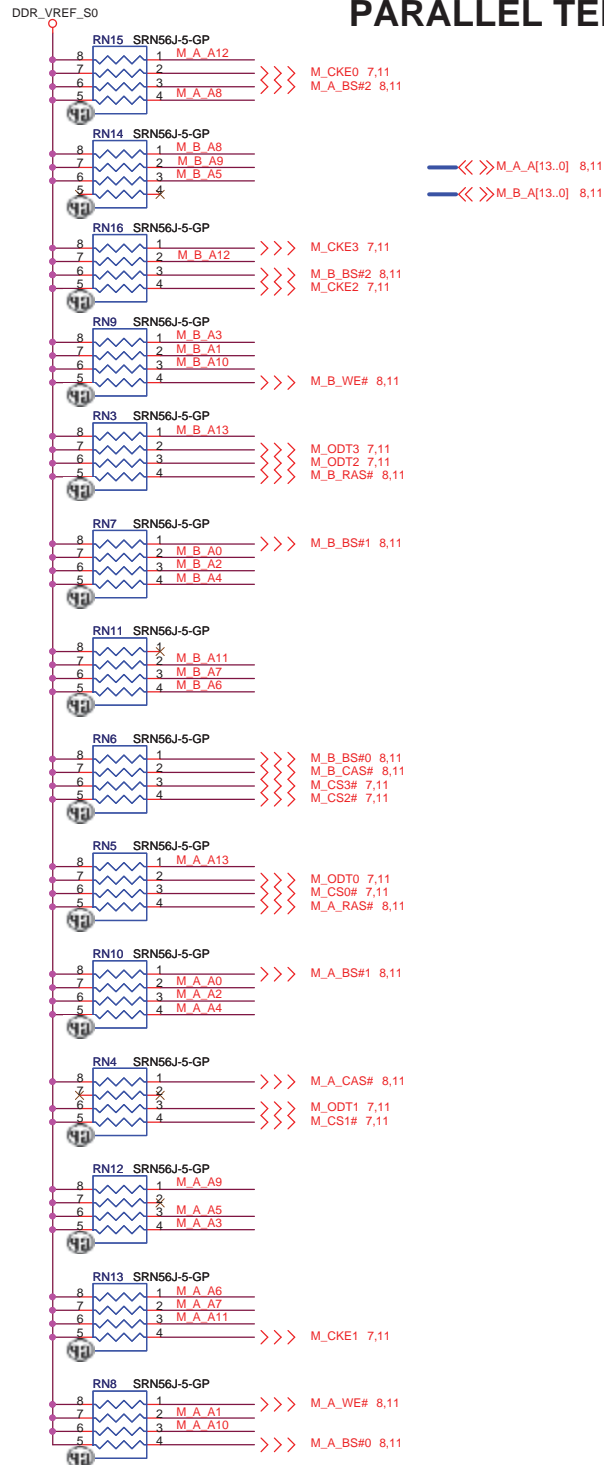 PARALLEL TE
DDR_VREF_S0
RN15 SRN56J-5-GP
8 1 M_A_A12
7 2 M_CKE0 7,11
6 3 M_A_BS#2 8,11
5 4 M_A_A8
RN14 SRN56J-5-GP
8 1 M_B_A8
7 2 M_B_A9
6 3 M_B_A5
5 4
M_A_A[13..0] 8,11
M_B_A[13..0] 8,11
RN16 SRN56J-5-GP
8 1 M_CKE3 7,11
7 2 M_B_A12
6 3 M_B_BS#2 8,11
5 4 M_CKE2 7,11
RN9 SRN56J-5-GP
8 1 M_B_A3
7 2 M_B_A1
6 3 M_B_A10
5 4 M_B_WE# 8,11
RN3 SRN56J-5-GP
8 1 M_B_A13
7 2 M_ODT3 7,11
6 3 M_ODT2 7,11
5 4 M_B_RAS# 8,11
RN7 SRN56J-5-GP
8 1 M_B_BS#1 8,11
7 2 M_B_A0
6 3 M_B_A2
5 4 M_B_A4
RN11 SRN56J-5-GP
8 1
7 2 M_B_A11
6 3 M_B_A7
5 4 M_B_A6
RN6 SRN56J-5-GP
8 1 M_B_BS#0 8,11
7 2 M_B_CAS# 8,11
6 3 M_CS3# 7,11
5 4 M_CS2# 7,11
RN5 SRN56J-5-GP
8 1 M_A_A13
7 2 M_ODT0 7,11
6 3 M_CS0# 7,11
5 4 M_A_RAS# 8,11
RN10 SRN56J-5-GP
8 1 M_A_BS#1 8,11
7 2 M_A_A0
6 3 M_A_A2
5 4 M_A_A4
RN4 SRN56J-5-GP
8 1 M_A_CAS# 8,11
7 2
6 3 M_ODT1 7,11
5 4 M_CS1# 7,11
RN12 SRN56J-5-GP
8 1 M_A_A9
7 2
6 3 M_A_A5
5 4 M_A_A3
RN13 SRN56J-5-GP
8 1 M_A_A6
7 2 M_A_A7
6 3 M_A_A11
5 4 M_CKE1 7,11
RN8 SRN56J-5-GP
8 1 M_A_WE# 8,11
7 2 M_A_A1
6 3 M_A_A10
5 4 M_A_BS#0 8,11